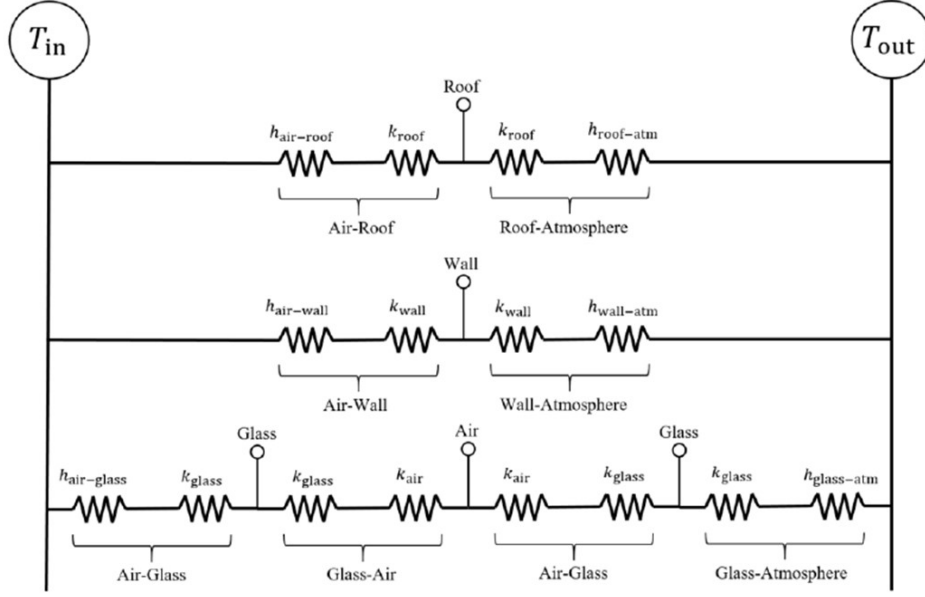 T_in T_out
Roof
h_air−roof k_roof k_roof h_roof−atm
Air-Roof Roof-Atmosphere
Wall
h_air−wall k_wall k_wall h_wall−atm
Air-Wall Wall-Atmosphere
Glass Air Glass
h_air−glass k_glass k_glass k_air k_air k_glass k_glass h_glass−atm
Air-Glass Glass-Air Air-Glass Glass-Atmosphere